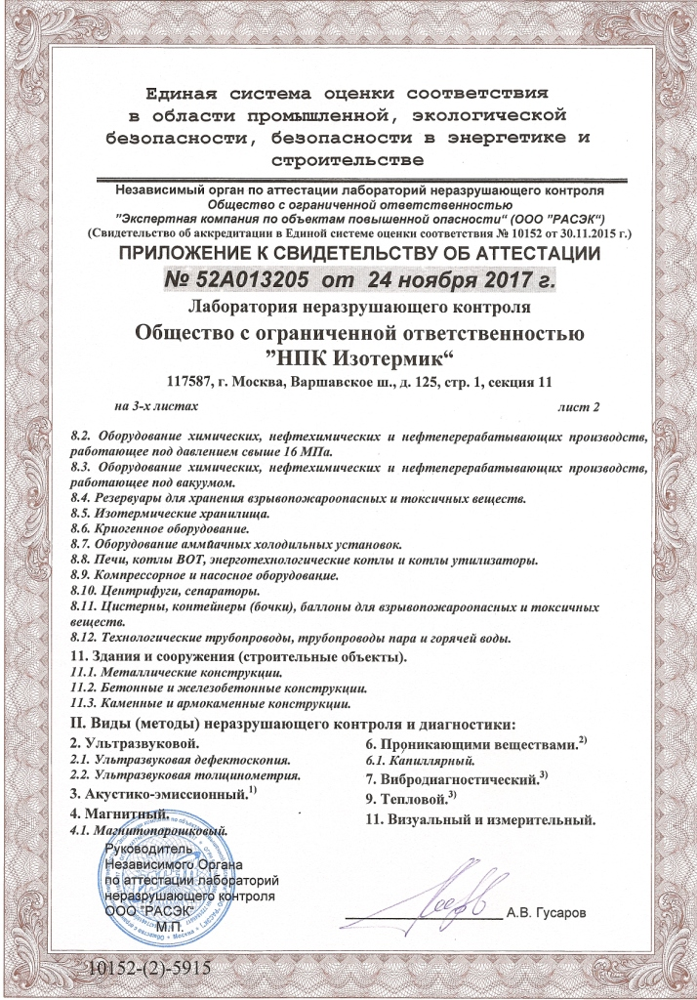 Единая система оценки соответствия
в области промышленной, экологической
безопасности, безопасности в энергетике и
строительстве
Независимый орган по аттестации лабораторий неразрушающего контроля
Общество с ограниченной ответственностью
"Экспертная компания по объектам повышенной опасности“ (ООО "РАСЭК“)
(Свидетельство об аккредитации в Единой системе оценки соответствия № 10152 от 30.11.2015 г.)
ПРИЛОЖЕНИЕ К СВИДЕТЕЛЬСТВУ ОБ АТТЕСТАЦИИ
№ 52А013205 от 24 ноября 2017 г.
Лаборатория неразрушающего контроля
Общество с ограниченной ответственностью
”НПК Изотермик“
117587, г. Москва, Варшавское ш., д. 125, стр. 1, секция 11
на 3-х листах лист 2
8.2. Оборудование химических, нефтехимических и нефтеперерабатывающих производств,
работающее под давлением свыше 16 МПа.
8.3. Оборудование химических, нефтехимических и нефтеперерабатывающих производств,
работающее под вакуумом.
8.4. Резервуары для хранения взрывопожароопасных и токсичных веществ.
8.5. Изотермические хранилища.
8.6. Криогенное оборудование.
8.7. Оборудование аммиачных холодильных установок.
8.8. Печи, котлы ВОТ, энерготехнологические котлы и котлы утилизаторы.
8.9. Компрессорное и насосное оборудование.
8.10. Центрифуги, сепараторы.
8.11. Цистерны, контейнеры (бочки), баллоны для взрывопожароопасных и токсичных
веществ.
8.12. Технологические трубопроводы, трубопроводы пара и горячей воды.
11. Здания и сооружения (строительные объекты).
11.1. Металлические конструкции.
11.2. Бетонные и железобетонные конструкции.
11.3. Каменные и армокаменные конструкции.
II. Виды (методы) неразрушающего контроля и диагностики:
2. Ультразвуковой.
2.1. Ультразвуковая дефектоскопия.
2.2. Ультразвуковая толщинометрия.
3. Акустико-эмиссионный.1)
4. Магнитный.
4.1. Магнитопорошковый.
6. Проникающими веществами.2)
6.1. Капиллярный.
7. Вибродиагностический.3)
9. Тепловой.3)
11. Визуальный и измерительный.
Руководитель
Независимого Органа
по аттестации лабораторий
неразрушающего контроля
ООО "РАСЭК"
М.П.
А.В. Гусаров
10152-(2)-5915